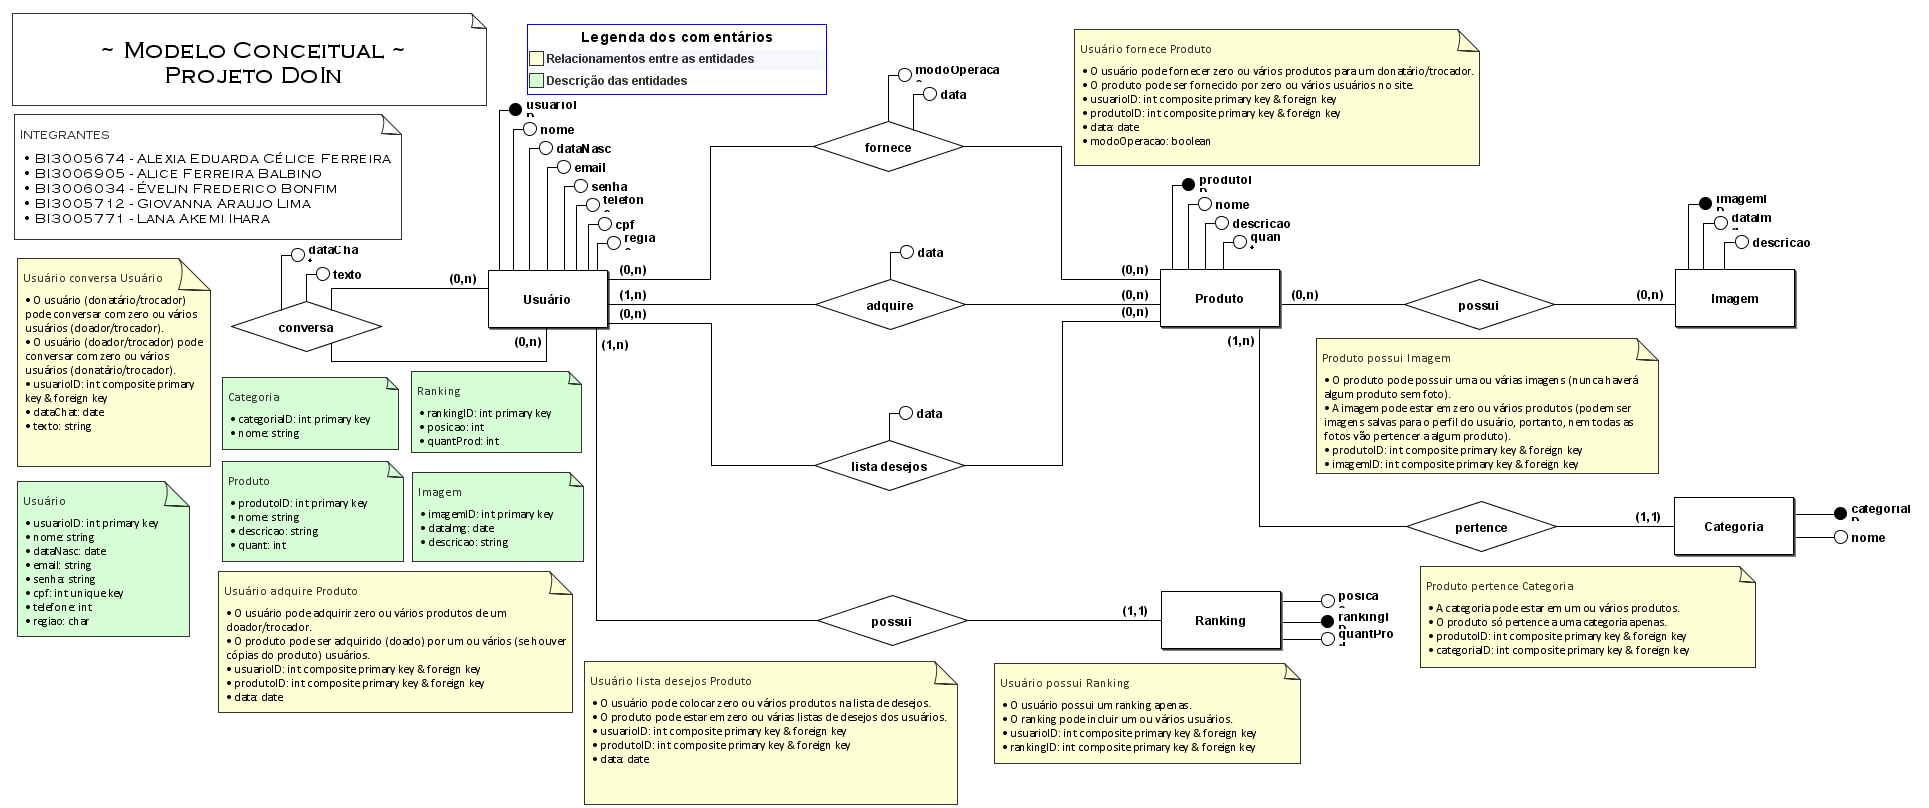 ~ Modelo Conceitual ~
Projeto DoIn
Legenda dos comentários
Relacionamentos entre as entidades
Descrição das entidades
Integrantes
• BI3005674 - Alexia Eduarda Célice Ferreira
• BI3006905 - Alice Ferreira Balbino
• BI3006034 - Évelin Frederico Bonfim
• BI3005712 - Giovanna Araujo Lima
• BI3005771 - Lana Akemi Ihara
usuarioID
nome
dataNasc
email
senha
telefone
cpf
regiao
Usuário
modoOperacao
data
fornece
data
adquire
data
lista desejos
dataChat
texto
conversa
(0,n)
(0,n)
(0,n)
(1,n)
(0,n)
(1,n)
(0,n)
(0,n)
(0,n)
produtoID
nome
descricao
quant
Produto
(0,n)
(1,n)
possui
(0,n)
imagemID
dataImg
descricao
Imagem
pertence
(1,1)
Categoria
categoriaID
nome
possui
(1,1)
Ranking
posicao
rankingID
quantProd
Usuário fornece Produto
• O usuário pode fornecer zero ou vários produtos para um donatário/trocador.
• O produto pode ser fornecido por zero ou vários usuários no site.
• usuarioID: int composite primary key & foreign key
• produtoID: int composite primary key & foreign key
• data: date
• modoOperacao: boolean
Usuário conversa Usuário
• O usuário (donatário/trocador)
pode conversar com zero ou vários
usuários (doador/trocador).
• O usuário (doador/trocador) pode
conversar com zero ou vários
usuários (donatário/trocador).
• usuarioID: int composite primary
key & foreign key
• dataChat: date
• texto: string
Categoria
• categoriaID: int primary key
• nome: string
Ranking
• rankingID: int primary key
• posicao: int
• quantProd: int
Produto
• produtoID: int primary key
• nome: string
• descricao: string
• quant: int
Imagem
• imagemID: int primary key
• dataImg: date
• descricao: string
Usuário
• usuarioID: int primary key
• nome: string
• dataNasc: date
• email: string
• senha: string
• cpf: int unique key
• telefone: int
• regiao: char
Usuário adquire Produto
• O usuário pode adquirir zero ou vários produtos de um
doador/trocador.
• O produto pode ser adquirido (doado) por um ou vários (se houver
cópias do produto) usuários.
• usuarioID: int composite primary key & foreign key
• produtoID: int composite primary key & foreign key
• data: date
Usuário lista desejos Produto
• O usuário pode colocar zero ou vários produtos na lista de desejos.
• O produto pode estar em zero ou várias listas de desejos dos usuários.
• usuarioID: int composite primary key & foreign key
• produtoID: int composite primary key & foreign key
• data: date
Usuário possui Ranking
• O usuário possui um ranking apenas.
• O ranking pode incluir um ou vários usuários.
• usuarioID: int composite primary key & foreign key
• rankingID: int composite primary key & foreign key
Produto possui Imagem
• O produto pode possuir uma ou várias imagens (nunca haverá
algum produto sem foto).
• A imagem pode estar em zero ou vários produtos (podem ser
imagens salvas para o perfil do usuário, portanto, nem todas as
fotos vão pertencer a algum produto).
• produtoID: int composite primary key & foreign key
• imagemID: int composite primary key & foreign key
Produto pertence Categoria
• A categoria pode estar em um ou vários produtos.
• O produto só pertence a uma categoria apenas.
• produtoID: int composite primary key & foreign key
• categoriaID: int composite primary key & foreign key